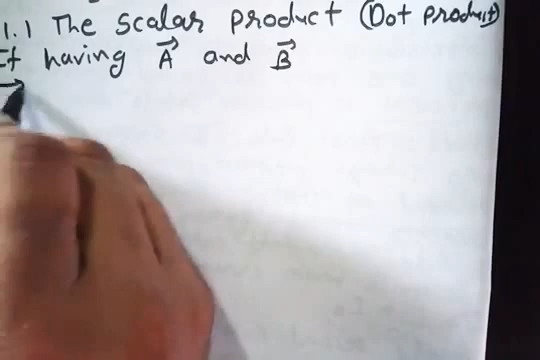 1.1 The scalar product (Dot product)
If having A⃗ and B⃗